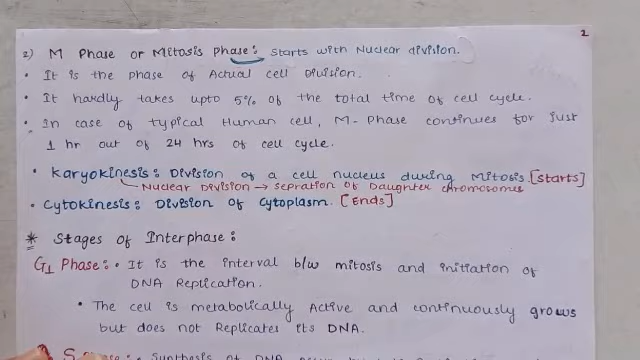 2
2) M Phase or Mitosis phase: Starts with Nuclear division.
• It is the phase of Actual cell Division.
• It hardly takes upto 5% of the total time of cell cycle.
• In case of typical Human cell, M-Phase continues for just
1 hr out of 24 hrs of cell cycle.
• Karyokinesis: Division of a cell nucleus during Mitosis. [Starts]
Nuclear Division → sepration of Daughter chromosomes
• Cytokinesis: Division of Cytoplasm. [Ends]
* Stages of Interphase:
G1 Phase: • It is the interval b/w mitosis and initiation of
DNA Replication.
• The cell is metabolically Active and continuously grows
but does not Replicates its DNA.
Synthesis of DNA